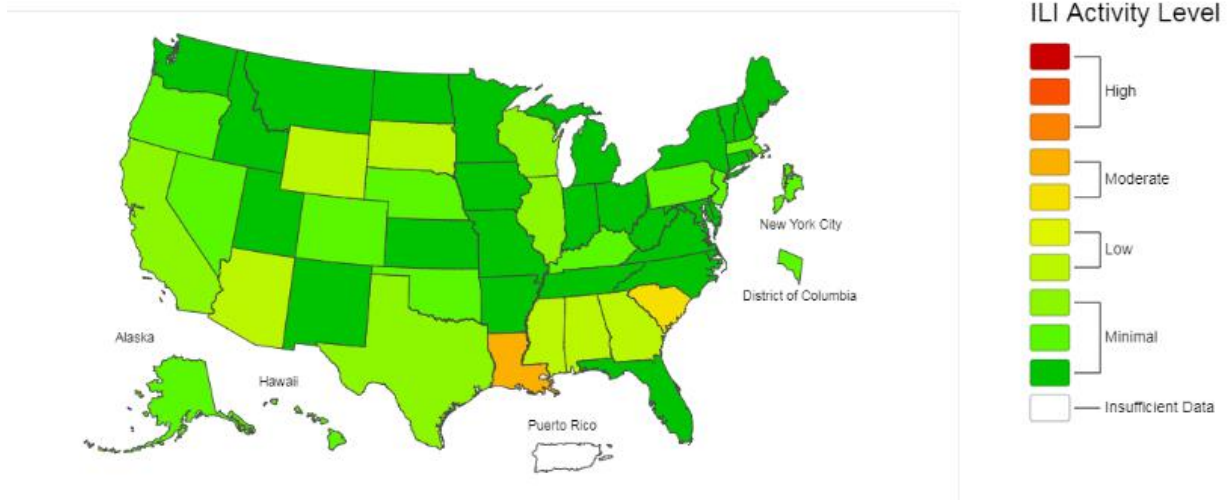 ILI Activity Level
High
Moderate
Low
Minimal
Insufficient Data
New York City
District of Columbia
Alaska
Hawaii
Puerto Rico